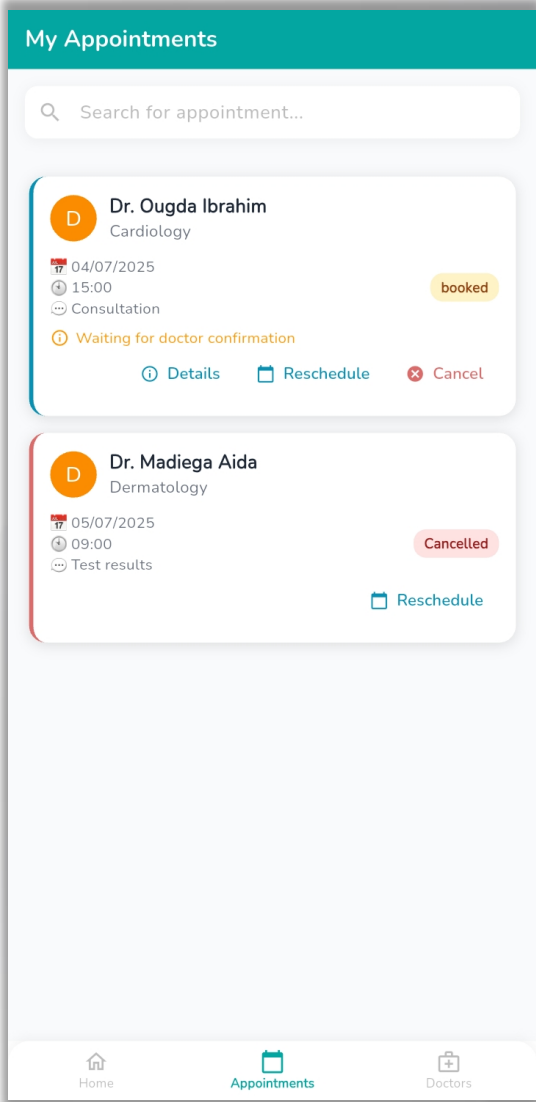 My Appointments
Search for appointment...
D
Dr. Ougda Ibrahim
Cardiology
17 04/07/2025
15:00
booked
Consultation
Waiting for doctor confirmation
Details Reschedule Cancel
D
Dr. Madiega Aida
Dermatology
17 05/07/2025
09:00
Cancelled
Test results
Reschedule
Home Appointments Doctors